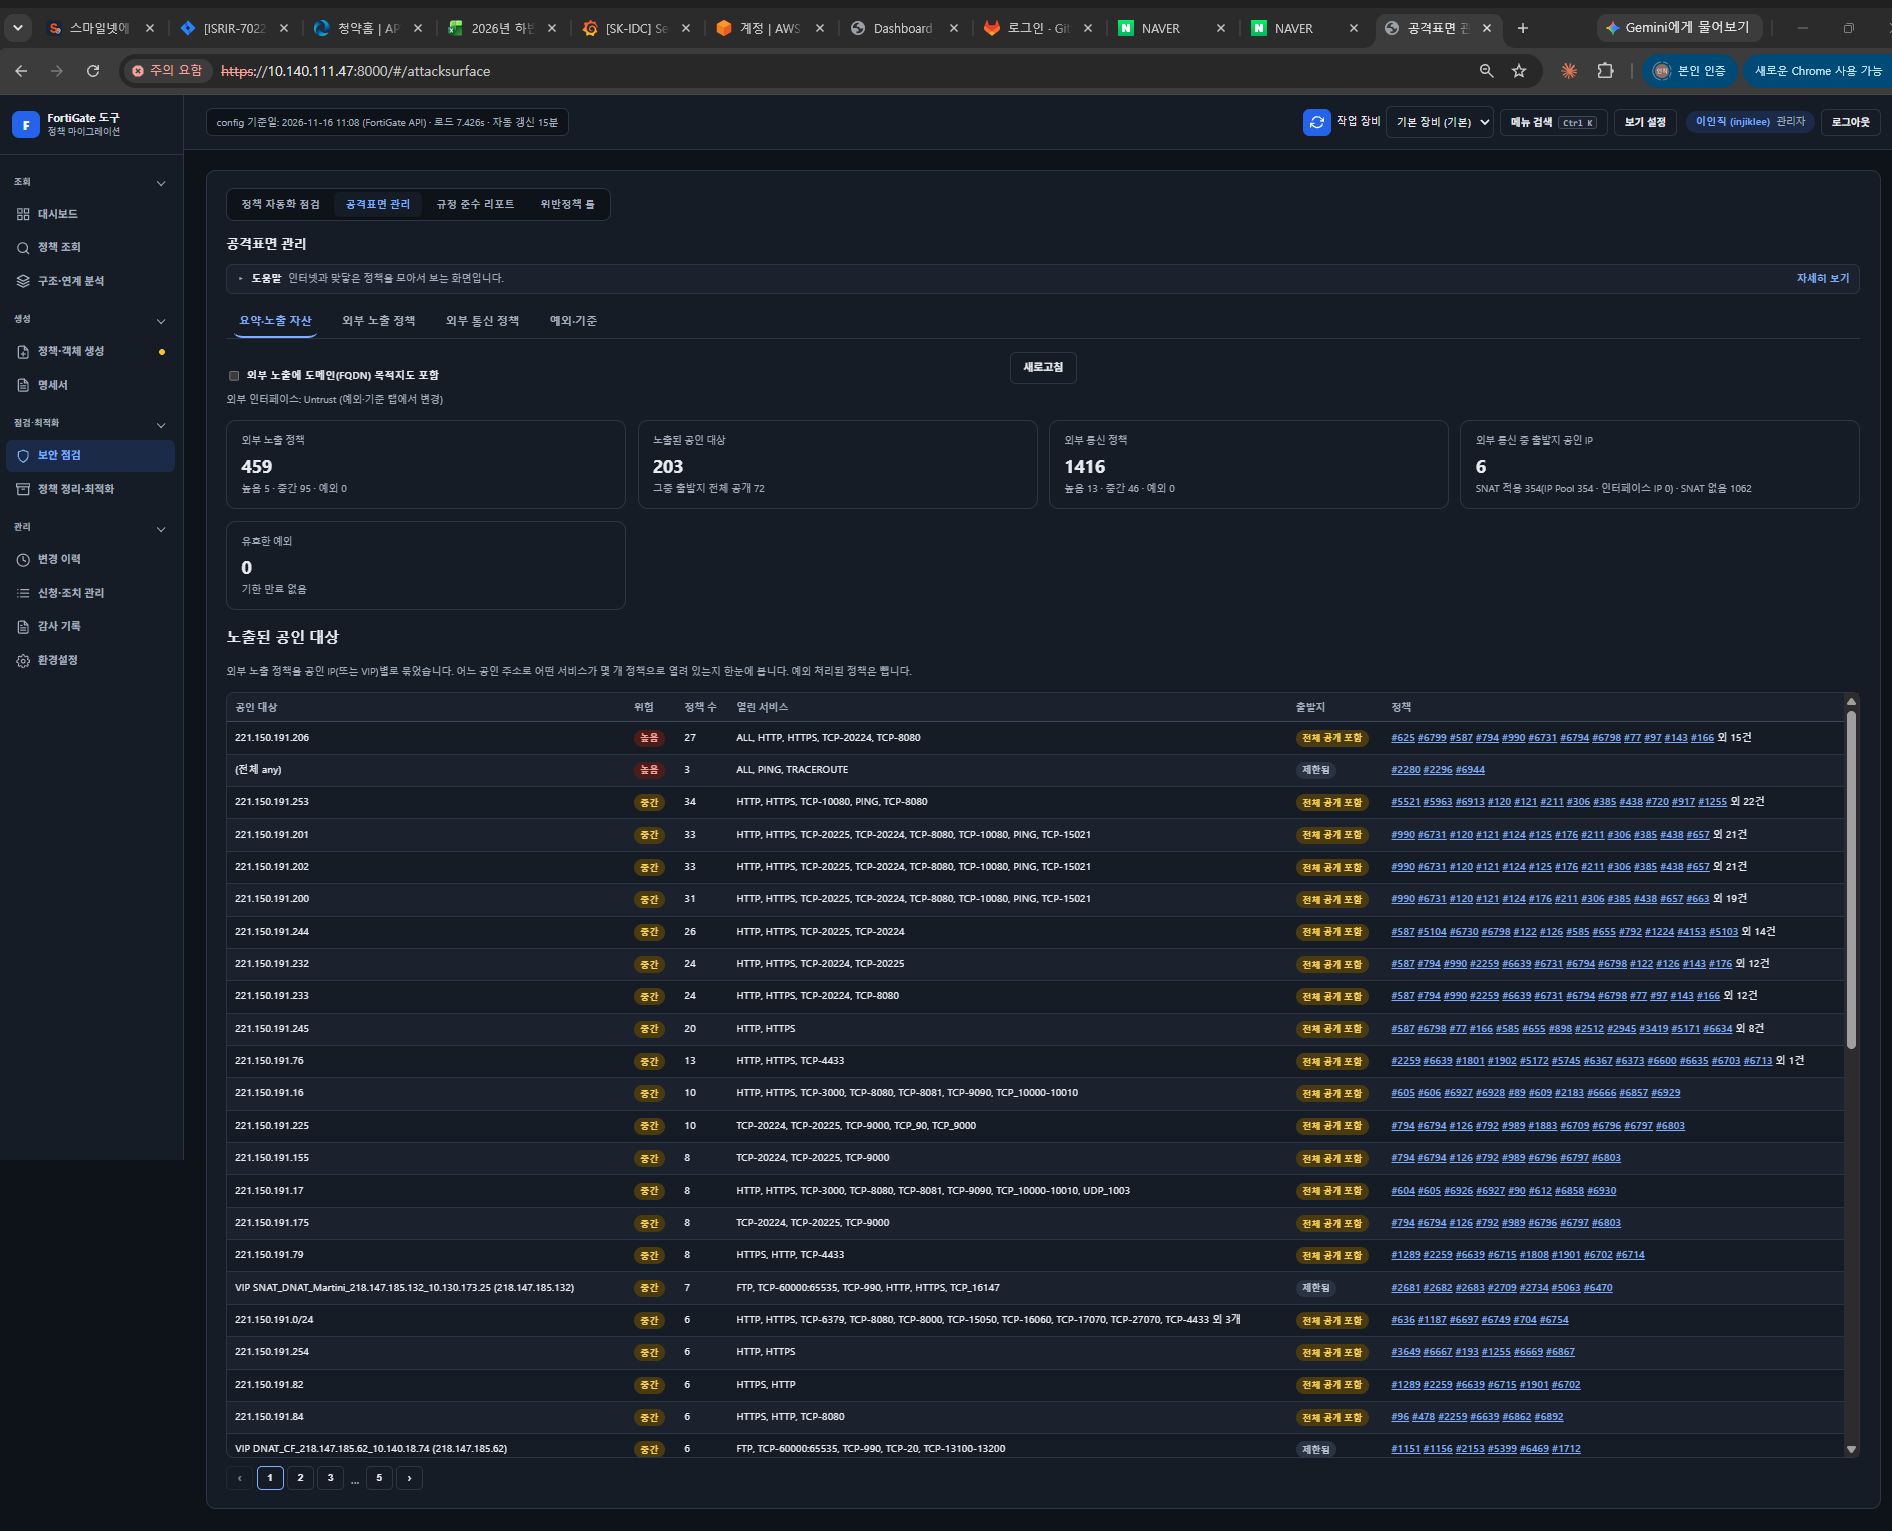 스마일넷에
[ISRIR-7022
청약홈 | AP
2026년 하반
[SK-IDC] Se
계정 | AWS
Dashboard
로그인 · Git
NAVER
NAVER
공격표면 관
Gemini에게 물어보기
주의 요함 https://10.140.111.47:8000/#/attacksurface
본인 인증
새로운 Chrome 사용 가능
F
FortiGate 도구
정책 마이그레이션
config 기준일: 2026-11-16 11:08 (FortiGate API) · 로드 7.426s · 자동 갱신 15분
작업 장비 기본 장비 (기본) 메뉴 검색 Ctrl K 보기 설정 이인직 (injiklee) 관리자 로그아웃
조회
대시보드
정책 조회
구조·연계 분석
생성
정책·객체 생성
명세서
점검·최적화
보안 점검
정책 정리·최적화
관리
변경 이력
신청·조치 관리
감사 기록
환경설정
정책 자동화 점검 공격표면 관리 규정 준수 리포트 위반정책 룰
공격표면 관리
도움말 인터넷과 맞닿은 정책을 모아서 보는 화면입니다. 자세히 보기
요약·노출 자산 외부 노출 정책 외부 통신 정책 예외·기준
외부 노출에 도메인(FQDN) 목적지도 포함 새로고침
외부 인터페이스: Untrust (예외·기준 탭에서 변경)
외부 노출 정책
459
높음 5 · 중간 95 · 예외 0
노출된 공인 대상
203
그중 출발지 전체 공개 72
외부 통신 정책
1416
높음 13 · 중간 46 · 예외 0
외부 통신 중 출발지 공인 IP
6
SNAT 적용 354(IP Pool 354 · 인터페이스 IP 0) · SNAT 없음 1062
유효한 예외
0
기한 만료 없음
노출된 공인 대상
외부 노출 정책을 공인 IP(또는 VIP)별로 묶었습니다. 어느 공인 주소로 어떤 서비스가 몇 개 정책으로 열려 있는지 한눈에 봅니다. 예외 처리된 정책은 뺍니다.
공인 대상 위험 정책 수 열린 서비스 출발지 정책
221.150.191.206 높음 27 ALL, HTTP, HTTPS, TCP-20224, TCP-8080 전체 공개 포함 #625 #6799 #587 #794 #990 #6731 #6794 #6798 #77 #97 #143 #166 외 15건
(전체 any) 높음 3 ALL, PING, TRACEROUTE 제한됨 #2280 #2296 #6944
221.150.191.253 중간 34 HTTP, HTTPS, TCP-10080, PING, TCP-8080 전체 공개 포함 #5521 #5963 #6913 #120 #121 #211 #306 #385 #438 #720 #917 #1255 외 22건
221.150.191.201 중간 33 HTTP, HTTPS, TCP-20225, TCP-20224, TCP-8080, TCP-10080, PING, TCP-15021 전체 공개 포함 #990 #6731 #120 #121 #124 #125 #176 #211 #306 #385 #438 #657 외 21건
221.150.191.202 중간 33 HTTP, HTTPS, TCP-20225, TCP-20224, TCP-8080, TCP-10080, PING, TCP-15021 전체 공개 포함 #990 #6731 #120 #121 #124 #125 #176 #211 #306 #385 #438 #657 외 21건
221.150.191.200 중간 31 HTTP, HTTPS, TCP-20225, TCP-20224, TCP-8080, TCP-10080, PING, TCP-15021 전체 공개 포함 #990 #6731 #120 #121 #124 #176 #211 #306 #385 #438 #657 #663 외 19건
221.150.191.244 중간 26 HTTP, HTTPS, TCP-20225, TCP-20224 전체 공개 포함 #587 #5104 #6730 #6798 #122 #126 #585 #655 #792 #1224 #4153 #5103 외 14건
221.150.191.232 중간 24 HTTP, HTTPS, TCP-20224, TCP-20225 전체 공개 포함 #587 #794 #990 #2259 #6639 #6731 #6794 #6798 #122 #126 #143 #176 외 12건
221.150.191.233 중간 24 HTTP, HTTPS, TCP-20224, TCP-8080 전체 공개 포함 #587 #794 #990 #2259 #6639 #6731 #6794 #6798 #77 #97 #143 #166 외 12건
221.150.191.245 중간 20 HTTP, HTTPS 전체 공개 포함 #587 #6798 #77 #166 #585 #655 #898 #2512 #2945 #3419 #5171 #6634 외 8건
221.150.191.76 중간 13 HTTP, HTTPS, TCP-4433 전체 공개 포함 #2259 #6639 #1801 #1902 #5172 #5745 #6367 #6373 #6600 #6635 #6703 #6713 외 1건
221.150.191.16 중간 10 HTTP, HTTPS, TCP-3000, TCP-8080, TCP-8081, TCP-9090, TCP_10000-10010 전체 공개 포함 #605 #606 #6927 #6928 #89 #609 #2183 #6666 #6857 #6929
221.150.191.225 중간 10 TCP-20224, TCP-20225, TCP-9000, TCP_90, TCP_9000 전체 공개 포함 #794 #6794 #126 #792 #989 #1883 #6709 #6796 #6797 #6803
221.150.191.155 중간 8 TCP-20224, TCP-20225, TCP-9000 전체 공개 포함 #794 #6794 #126 #792 #989 #6796 #6797 #6803
221.150.191.17 중간 8 HTTP, HTTPS, TCP-3000, TCP-8080, TCP-8081, TCP-9090, TCP_10000-10010, UDP_1003 전체 공개 포함 #604 #605 #6926 #6927 #90 #612 #6858 #6930
221.150.191.175 중간 8 TCP-20224, TCP-20225, TCP-9000 전체 공개 포함 #794 #6794 #126 #792 #989 #6796 #6797 #6803
221.150.191.79 중간 8 HTTPS, HTTP, TCP-4433 전체 공개 포함 #1289 #2259 #6639 #6715 #1808 #1901 #6702 #6714
VIP SNAT_DNAT_Martini_218.147.185.132_10.130.173.25 (218.147.185.132) 중간 7 FTP, TCP-60000:65535, TCP-990, HTTP, HTTPS, TCP_16147 제한됨 #2681 #2682 #2683 #2709 #2734 #5063 #6470
221.150.191.0/24 중간 6 HTTP, HTTPS, TCP-6379, TCP-8080, TCP-8000, TCP-15050, TCP-16060, TCP-17070, TCP-27070, TCP-4433 외 3개 전체 공개 포함 #636 #1187 #6697 #6749 #704 #6754
221.150.191.254 중간 6 HTTP, HTTPS 전체 공개 포함 #3649 #6667 #193 #1255 #6669 #6867
221.150.191.82 중간 6 HTTPS, HTTP 전체 공개 포함 #1289 #2259 #6639 #6715 #1901 #6702
221.150.191.84 중간 6 HTTPS, HTTP, TCP-8080 전체 공개 포함 #96 #478 #2259 #6639 #6862 #6892
VIP DNAT_CF_218.147.185.62_10.140.18.74 (218.147.185.62) 중간 6 FTP, TCP-60000:65535, TCP-990, TCP-20, TCP-13100-13200 제한됨 #1151 #1156 #2153 #5399 #6469 #1712
‹ 1 2 3 ... 5 ›